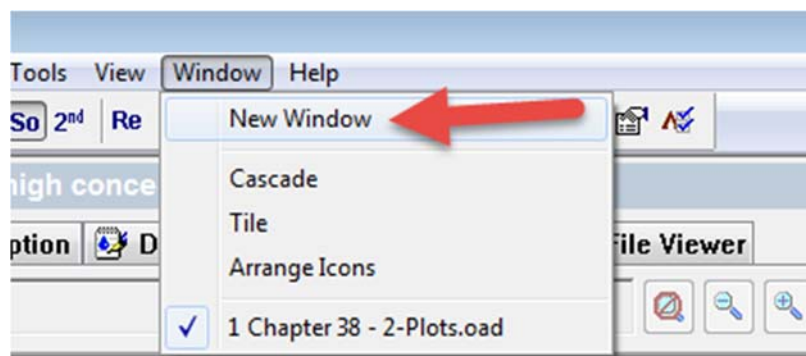 Tools View Window Help
So 2nd Re New Window
high conce Cascade
Tile
ption D File Viewer
Arrange Icons
1 Chapter 38 - 2-Plots.oad